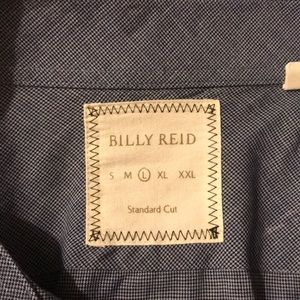 BILLY REID
S M L XL XXL
Standard Cut